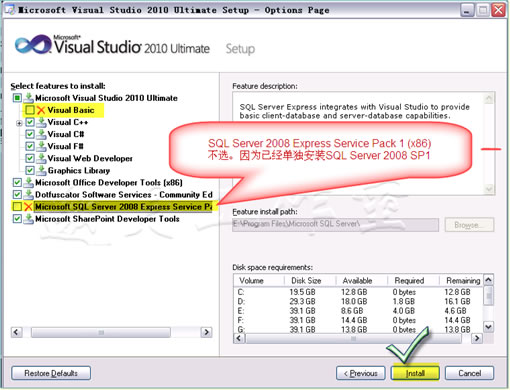 Microsoft Visual Studio 2010 Ultimate Setup - Options Page
Microsoft®
Visual Studio 2010 Ultimate
Setup
Select features to install:
Microsoft Visual Studio 2010 Ultimate
Visual Basic
Visual C++
Visual C#
Visual F#
Visual Web Developer
Graphics Library
Microsoft Office Developer Tools (x86)
Dotfuscator Software Services - Community Ed
Microsoft SQL Server 2008 Express Service Pa
Microsoft SharePoint Developer Tools
Feature description:
SQL Server Express integrates with Visual Studio to provide
basic client-database and server-database capabilities.
SQL Server 2008 Express Service Pack 1 (x86)
不选。因为已经单独安装SQL Server 2008 SP1
Feature install path:
E:\Program Files\Microsoft SQL Server\
Browse...
Disk space requirements:
Volume Disk Size Available Required Remaining
C: 19.5 GB 12.8 GB 0 bytes 12.8 GB
D: 29.3 GB 18.0 GB 1.8 GB 16.1 GB
E: 39.1 GB 8.6 GB 4.0 GB 4.6 GB
F: 39.1 GB 14.4 GB 0 bytes 14.4 GB
G: 39.1 GB 13.8 GB 0 bytes 13.8 GB
Restore Defaults
< Previous
Install
Cancel